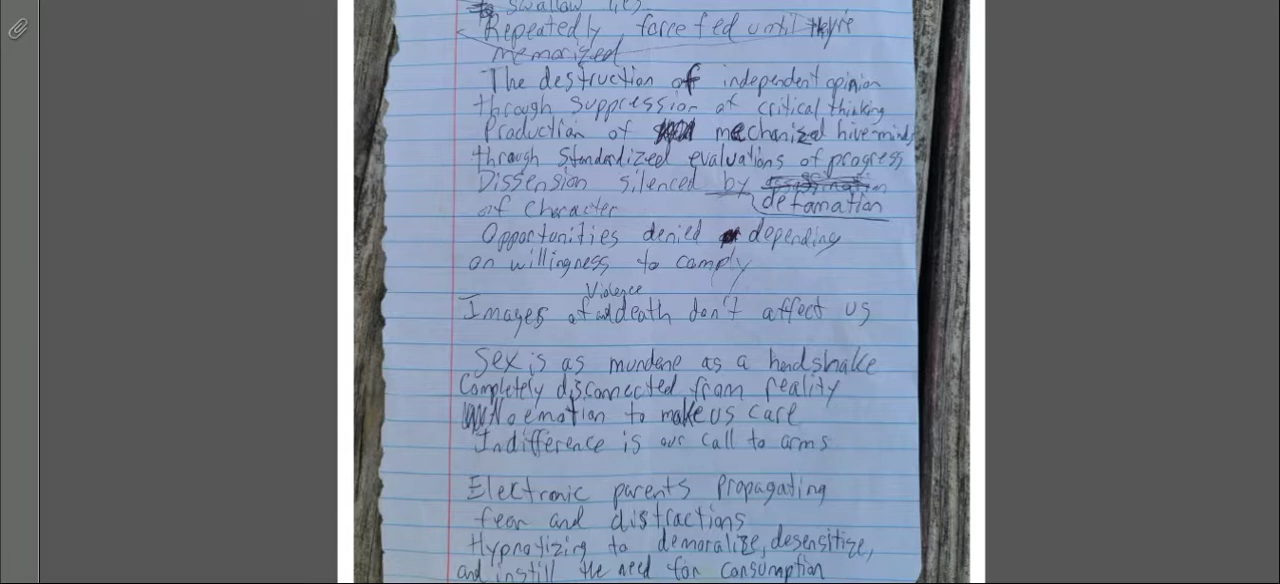 swallow lies
Repeatedly, force fed until they're
memorized
The destruction of independent opinion
through suppression of critical thinking
Production of mechanized hive-minds
through standardized evaluations of progress
Dissension silenced by
defamation
of character
Opportunities denied depending
on willingness to comply
Violence
Images of and death don't affect us
Sex is as mundane as a handshake
Completely disconnected from reality
No emotion to make us care
Indifference is our call to arms
Electronic parents propagating
fear and distractions
Hypnotizing to demoralize, desensitize,
and instill the need for consumption